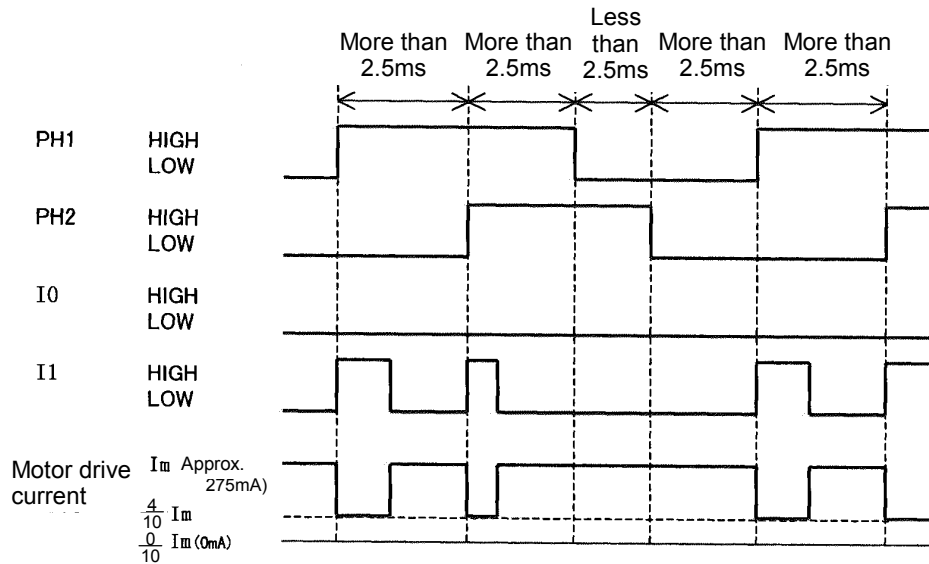 Less
More than More than than More than More than
2.5ms 2.5ms 2.5ms 2.5ms 2.5ms
PH1 HIGH
LOW
PH2 HIGH
LOW
I0 HIGH
LOW
I1 HIGH
LOW
Motor drive current Im Approx.
275mA)
4/10 Im
0/10 Im(0mA)